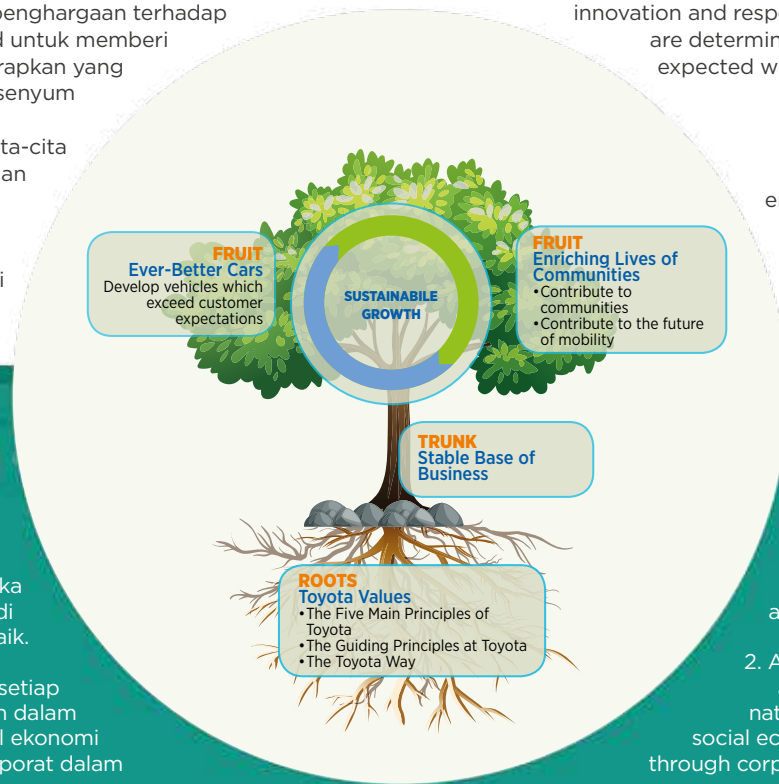 penghargaan terhadap
untuk memberi
rapkan yang
senyum
ta-cita
an
i
innovation and resp
are determin
expected w
FRUIT
Ever-Better Cars
Develop vehicles which
exceed customer
expectations
SUSTAINABILE
GROWTH
FRUIT
Enriching Lives of
Communities
•Contribute to
communities
•Contribute to the future
of mobility
TRUNK
Stable Base of
Business
ROOTS
Toyota Values
•The Five Main Principles of
Toyota
•The Guiding Principles at Toyota
•The Toyota Way
ka
di
aik.
setiap
dalam
ekonomi
porat dalam
a
2. A
nat
social ec
through corp